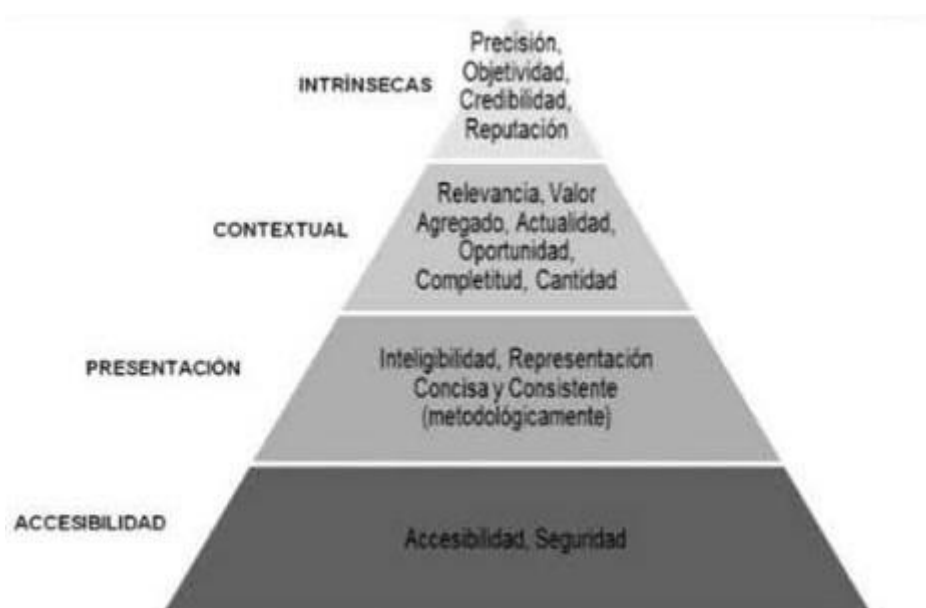 INTRÍNSECAS
Precisión,
Objetividad,
Credibilidad,
Reputación
CONTEXTUAL
Relevancia, Valor
Agregado, Actualidad,
Oportunidad,
Completitud, Cantidad
PRESENTACIÓN
Inteligibilidad, Representación
Concisa y Consistente
(metodológicamente)
ACCESIBILIDAD
Accesibilidad, Seguridad